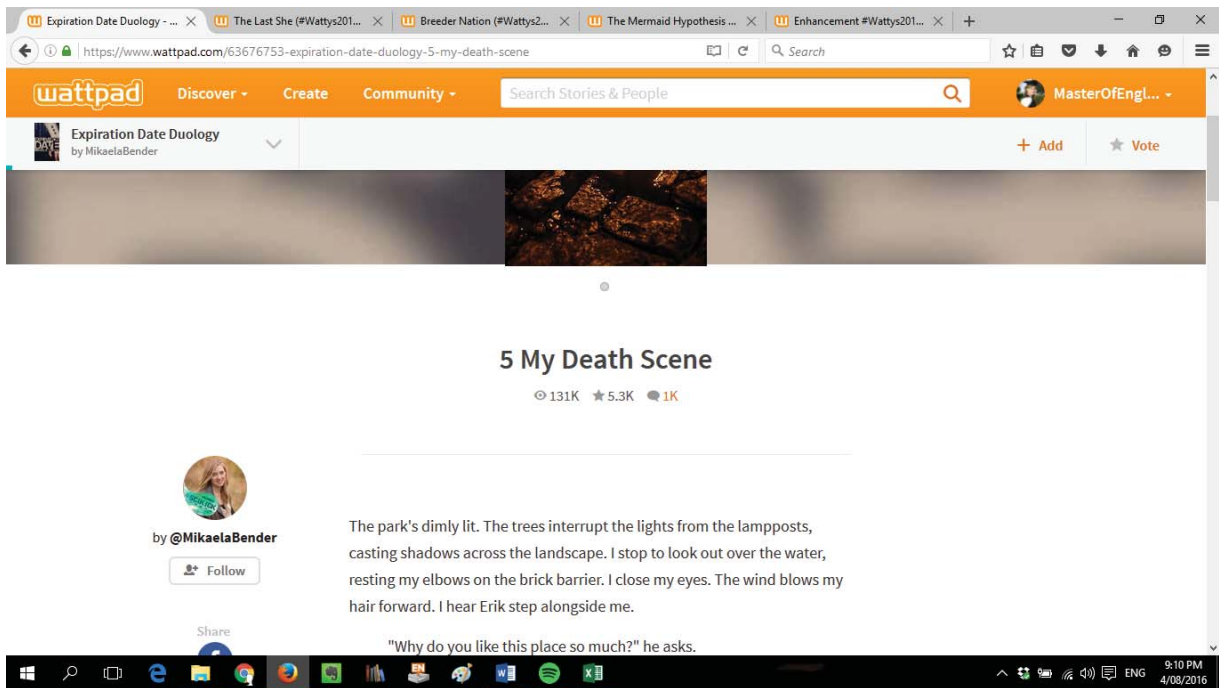 Expiration Date Duology - ...
The Last She (#Wattys201...
Breeder Nation (#Wattys2...
The Mermaid Hypothesis ...
Enhancement #Wattys201...
https://www.wattpad.com/63676753-expiration-date-duology-5-my-death-scene
Search
wattpad
Discover
Create
Community
Search Stories & People
MasterOfEngl...
Expiration Date Duology
by MikaelaBender
+ Add
Vote
5 My Death Scene
131K 5.3K 1K
by @MikaelaBender
Follow
Share
The park's dimly lit. The trees interrupt the lights from the lampposts,
casting shadows across the landscape. I stop to look out over the water,
resting my elbows on the brick barrier. I close my eyes. The wind blows my
hair forward. I hear Erik step alongside me.
"Why do you like this place so much?" he asks.
ENG
9:10 PM
4/08/2016